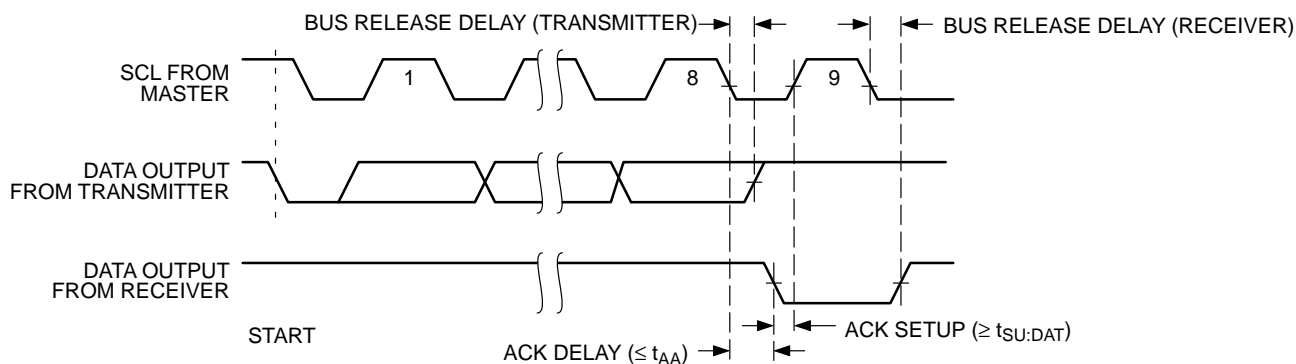 BUS RELEASE DELAY (TRANSMITTER)
BUS RELEASE DELAY (RECEIVER)
SCL FROM
MASTER
1
8
9
DATA OUTPUT
FROM TRANSMITTER
DATA OUTPUT
FROM RECEIVER
START
ACK SETUP (≥ tSU:DAT)
ACK DELAY (≤ tAA)